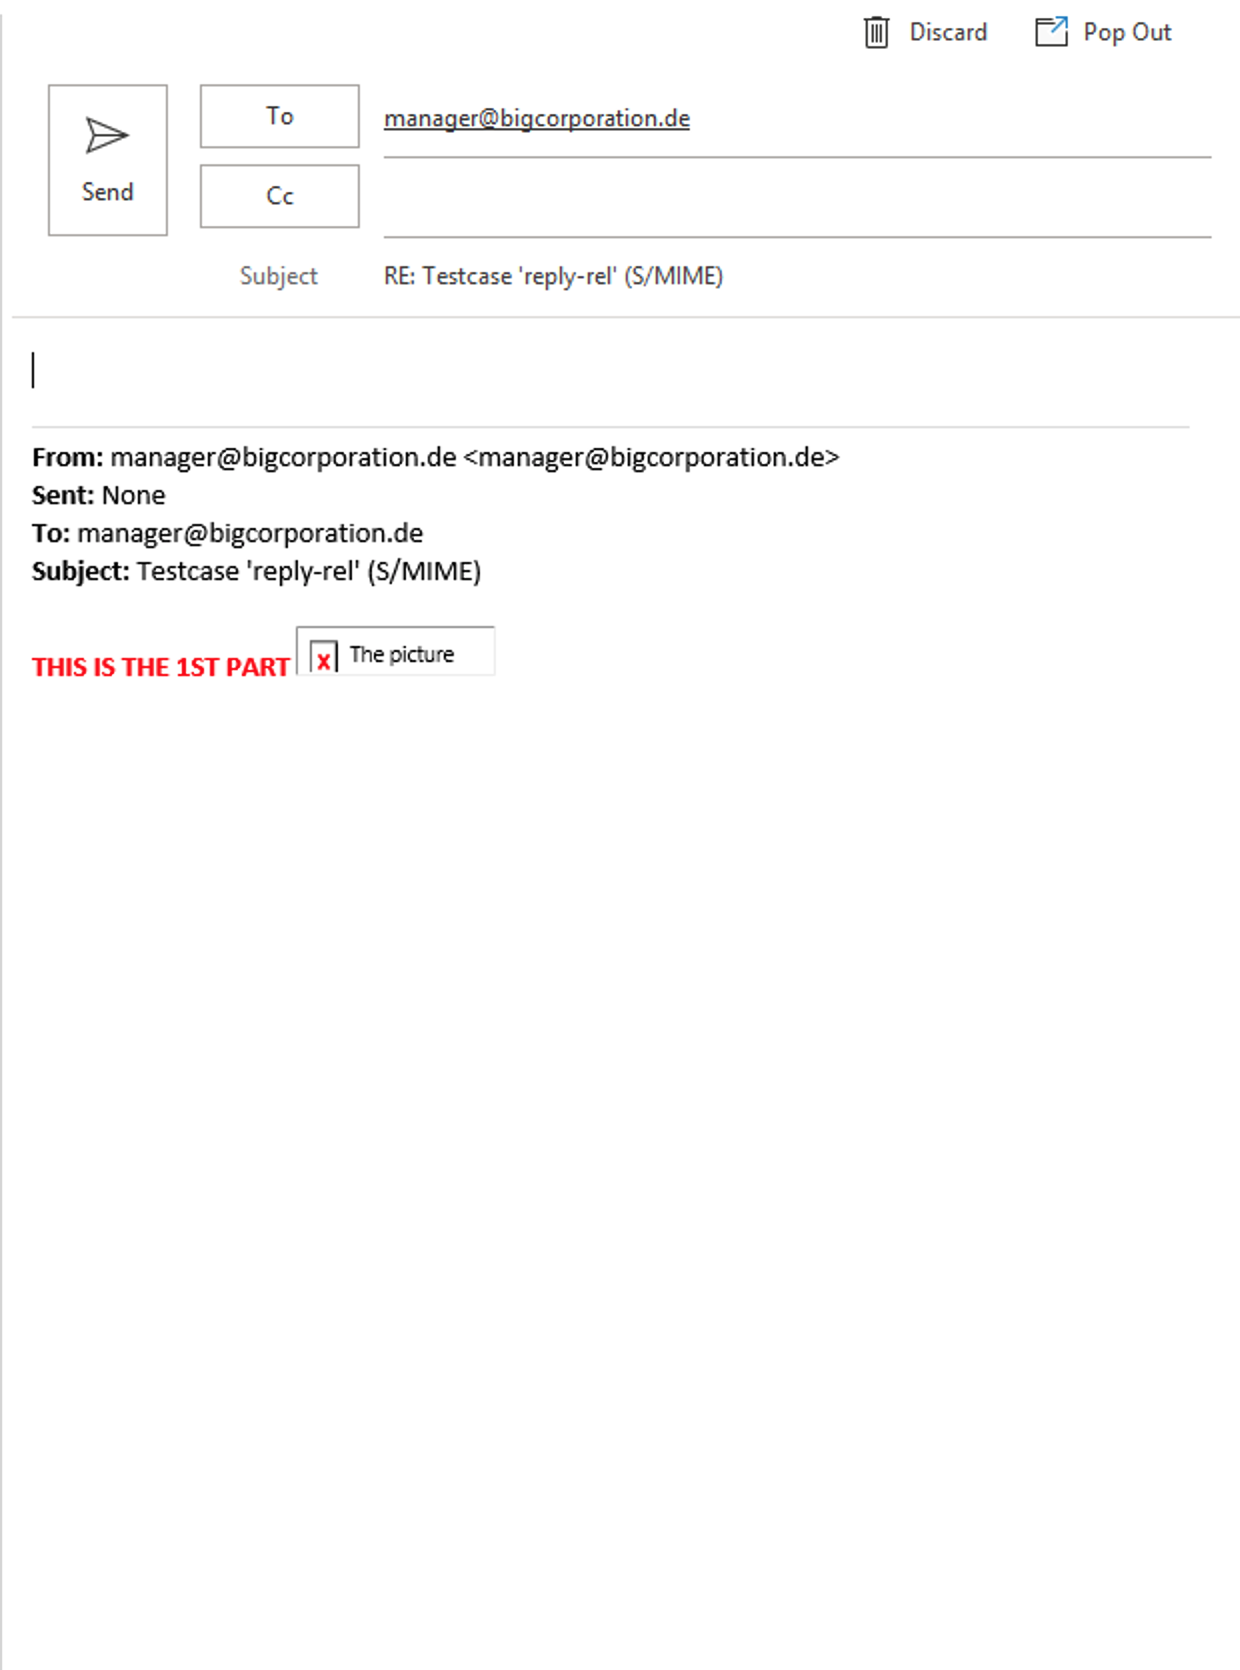 Discard Pop Out
To manager@bigcorporation.de
Send
Cc
Subject RE: Testcase 'reply-rel' (S/MIME)
From: manager@bigcorporation.de <manager@bigcorporation.de>
Sent: None
To: manager@bigcorporation.de
Subject: Testcase 'reply-rel' (S/MIME)
THIS IS THE 1ST PART x The picture